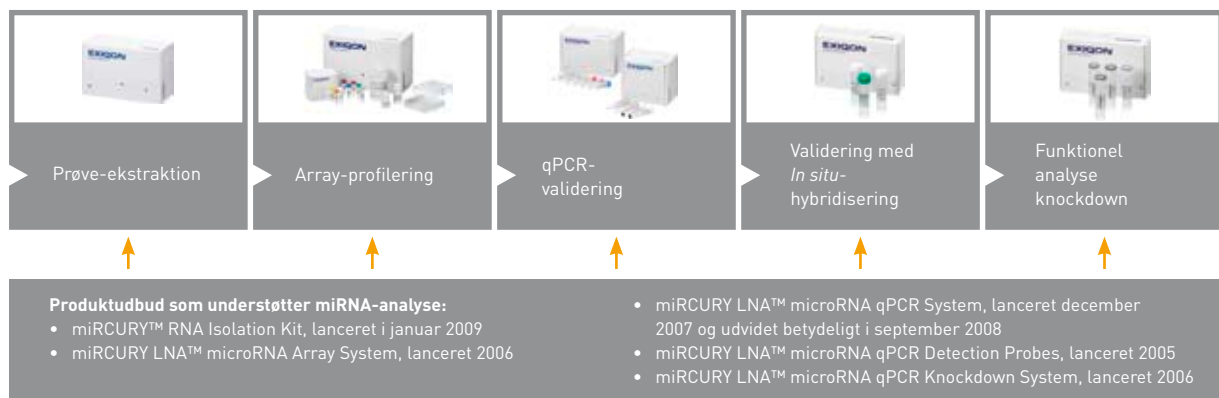 EXIQON
EXIQON
EXIQON
EXIQON
EXIQON
EXIQON
Prøve-ekstraktion
Array-profilering
qPCR-
validering
Validering med
In situ-
hybridisering
Funktionel
analyse
knockdown
Produktudbud som understøtter miRNA-analyse:
• miRCURY™ RNA Isolation Kit, lanceret i januar 2009
• miRCURY LNA™ microRNA Array System, lanceret 2006
• miRCURY LNA™ microRNA qPCR System, lanceret december
2007 og udvidet betydeligt i september 2008
• miRCURY LNA™ microRNA qPCR Detection Probes, lanceret 2005
• miRCURY LNA™ microRNA qPCR Knockdown System, lanceret 2006